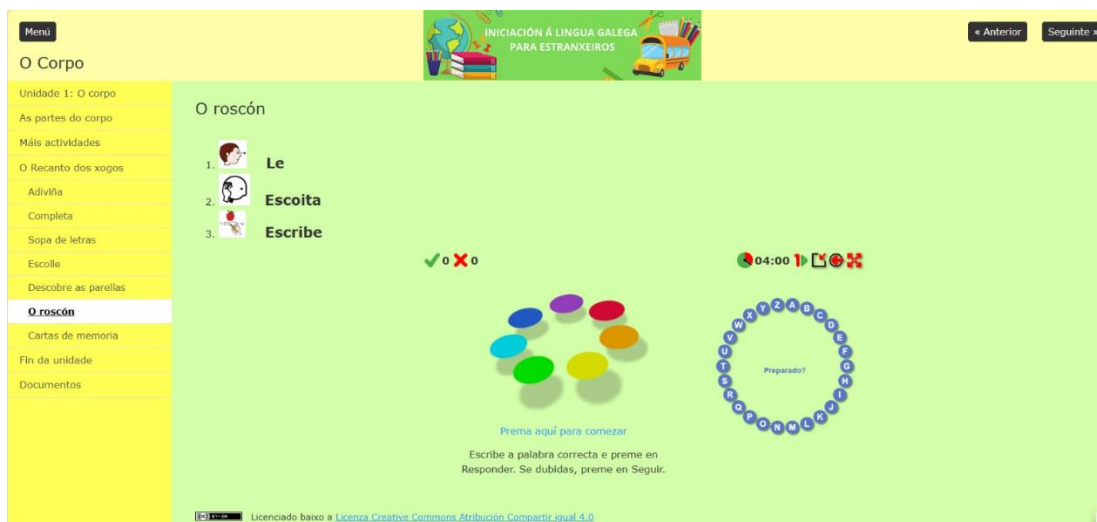 Menú
INICIACIÓN Á LINGUA GALEGA
PARA ESTRANXEIROS
« Anterior
Seguinte »
O Corpo
Unidade 1: O corpo
As partes do corpo
Máis actividades
O Recanto dos xogos
Adiviña
Completa
Sopa de letras
Escolle
Descobre as parellas
O roscón
Cartas de memoria
Fin da unidade
Documentos
O roscón
1. Le
2. Escoita
3. Escribe
0 0
04:00 1
A B C D E F G H I J K L M N O P Q R S T U V W X Y Z
Preparado?
Prema aquí para comezar
Escribe a palabra correcta e preme en
Responder. Se dubidas, preme en Seguir.
Licenciado baixo a Licenza Creative Commons Atribución Compartir igual 4.0